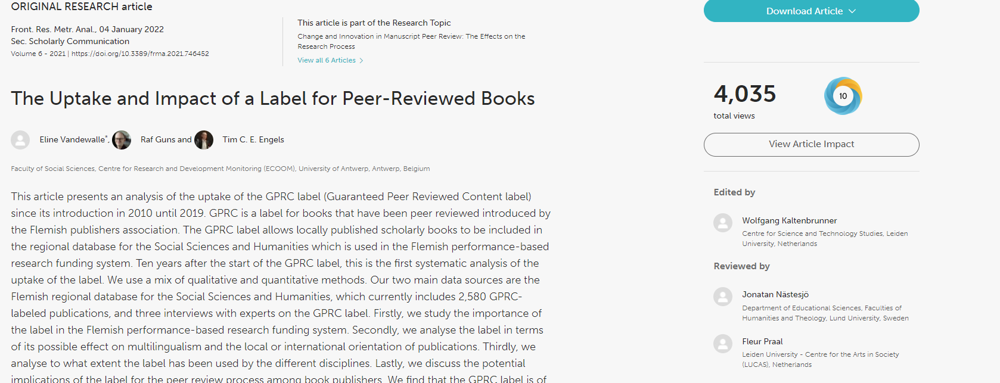 ORIGINAL RESEARCH article
Front. Res. Metr. Anal., 04 January 2022
Sec. Scholarly Communication
Volume 6 - 2021 | https://doi.org/10.3389/frma.2021.746452
This article is part of the Research Topic
Change and Innovation in Manuscript Peer Review: The Effects on the
Research Process
View all 6 Articles
The Uptake and Impact of a Label for Peer-Reviewed Books
Eline Vandewalle*, Raf Guns and Tim C. E. Engels
Faculty of Social Sciences, Centre for Research and Development Monitoring (ECOOM), University of Antwerp, Antwerp, Belgium
This article presents an analysis of the uptake of the GPRC label (Guaranteed Peer Reviewed Content label)
since its introduction in 2010 until 2019. GPRC is a label for books that have been peer reviewed introduced by
the Flemish publishers association. The GPRC label allows locally published scholarly books to be included in
the regional database for the Social Sciences and Humanities which is used in the Flemish performance-based
research funding system. Ten years after the start of the GPRC label, this is the first systematic analysis of the
uptake of the label. We use a mix of qualitative and quantitative methods. Our two main data sources are the
Flemish regional database for the Social Sciences and Humanities, which currently includes 2,580 GPRC-
labeled publications, and three interviews with experts on the GPRC label. Firstly, we study the importance of
the label in the Flemish performance-based research funding system. Secondly, we analyse the label in terms
of its possible effect on multilingualism and the local or international orientation of publications. Thirdly, we
analyse to what extent the label has been used by the different disciplines. Lastly, we discuss the potential
implications of the label for the peer review process among book publishers. We find that the GPRC label is of
Download Article
4,035
total views
10
View Article Impact
Edited by
Wolfgang Kaltenbrunner
Centre for Science and Technology Studies, Leiden
University, Netherlands
Reviewed by
Jonatan Nästesjö
Department of Educational Sciences, Faculties of
Humanities and Theology, Lund University, Sweden
Fleur Praal
Leiden University - Centre for the Arts in Society
(LUCAS), Netherlands